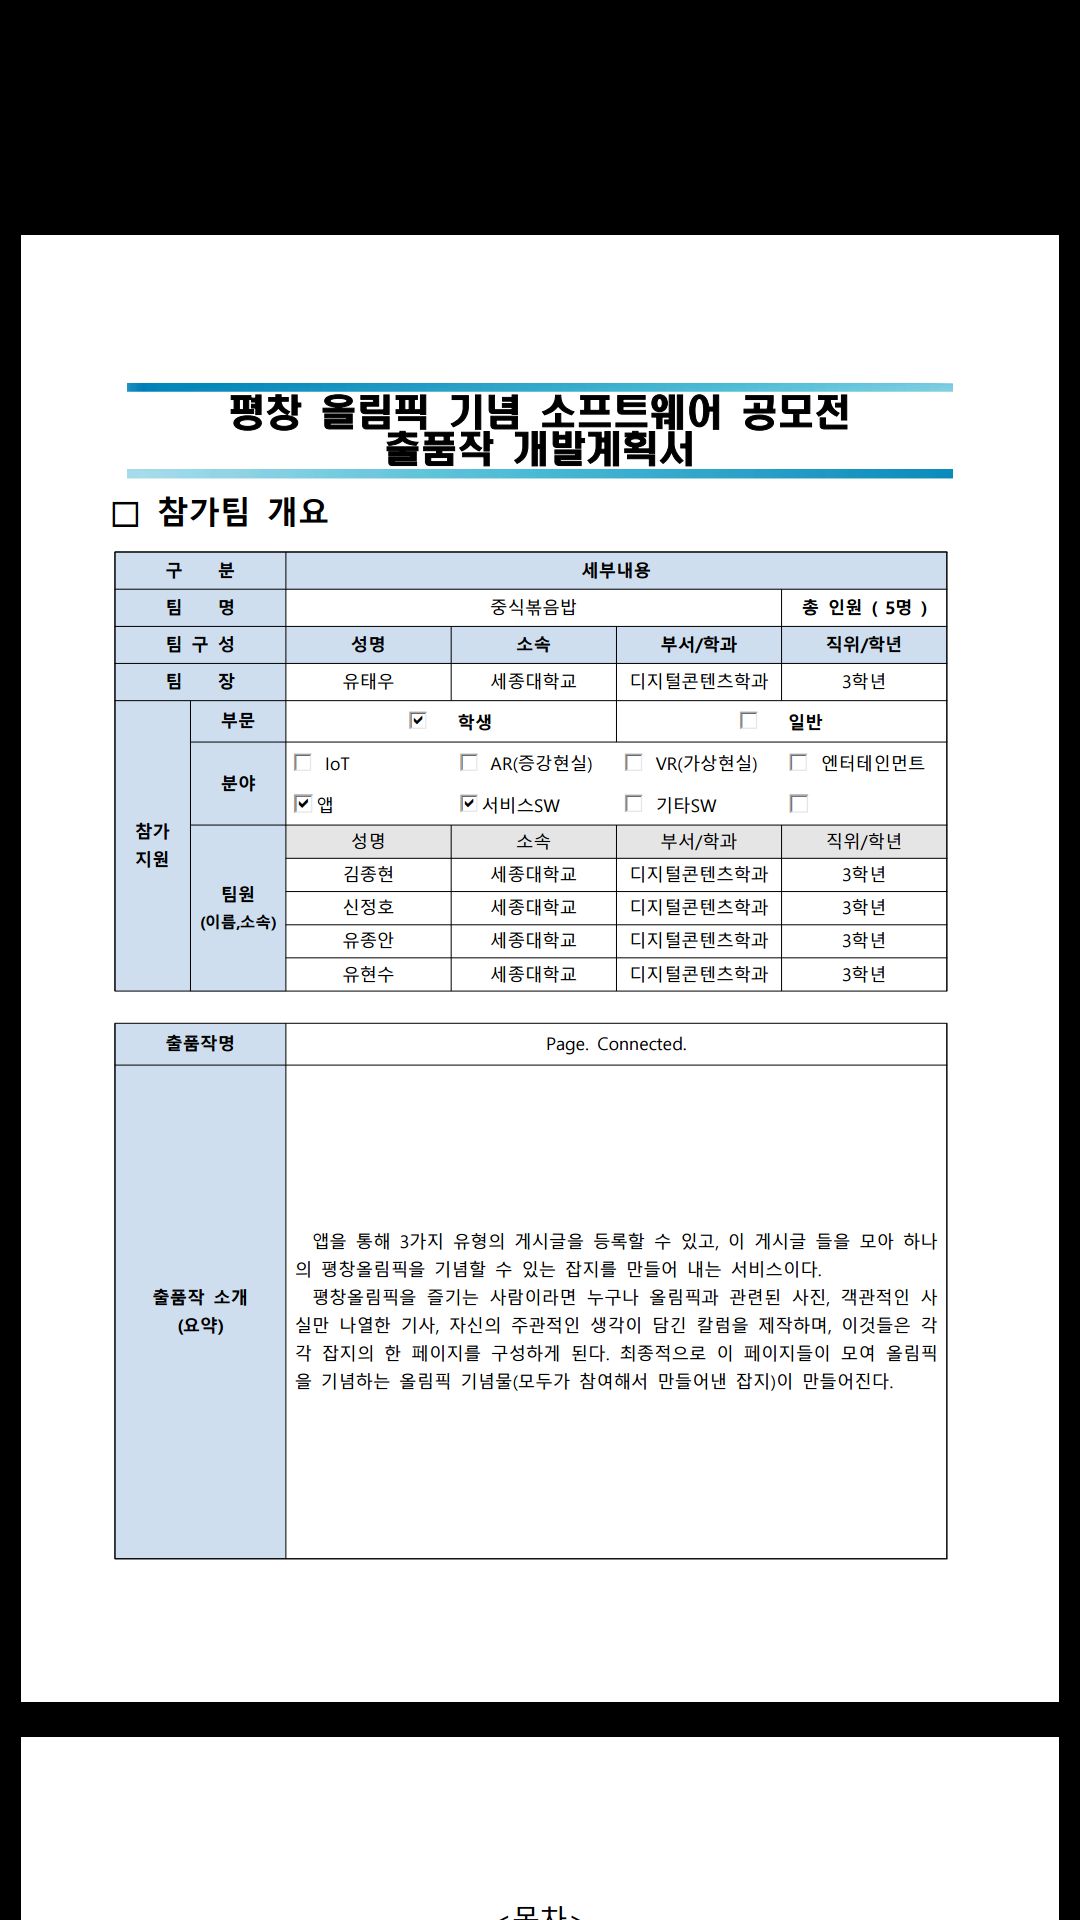 평창 올림픽 기념 소프트웨어 공모전
출품작 개발계획서
□ 참가팀 개요
구 분 세부내용
팀 명 중식볶음밥 총 인원 ( 5명 )
팀 구 성 성명 소속 부서/학과 직위/학년
팀 장 유태우 세종대학교 디지털콘텐츠학과 3학년
참가
지원
부문 ☑ 학생 ☐ 일반
분야
☐ IoT ☐ AR(증강현실) ☐ VR(가상현실) ☐ 엔터테인먼트
☑ 앱 ☑ 서비스SW ☐ 기타SW ☐
팀원
(이름,소속)
성명 소속 부서/학과 직위/학년
김종현 세종대학교 디지털콘텐츠학과 3학년
신정호 세종대학교 디지털콘텐츠학과 3학년
유종안 세종대학교 디지털콘텐츠학과 3학년
유현수 세종대학교 디지털콘텐츠학과 3학년
출품작명 Page. Connected.
출품작 소개
(요약)
앱을 통해 3가지 유형의 게시글을 등록할 수 있고, 이 게시글 들을 모아 하나
의 평창올림픽을 기념할 수 있는 잡지를 만들어 내는 서비스이다.
평창올림픽을 즐기는 사람이라면 누구나 올림픽과 관련된 사진, 객관적인 사
실만 나열한 기사, 자신의 주관적인 생각이 담긴 칼럼을 제작하며, 이것들은 각
각 잡지의 한 페이지를 구성하게 된다. 최종적으로 이 페이지들이 모여 올림픽
을 기념하는 올림픽 기념물(모두가 참여해서 만들어낸 잡지)이 만들어진다.
<목차>